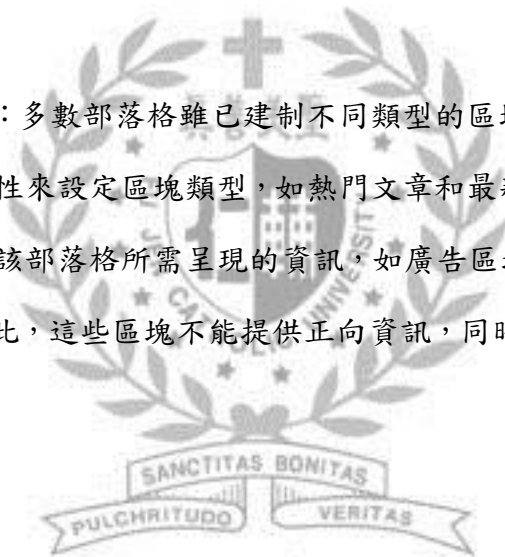 ：多數部落格雖已建制不同類型的區
性來設定區塊類型，如熱門文章和最
該部落格所需呈現的資訊，如廣告區
此，這些區塊不能提供正向資訊，同
SANCTITAS BONITAS
PULCHRITUDO VERITAS